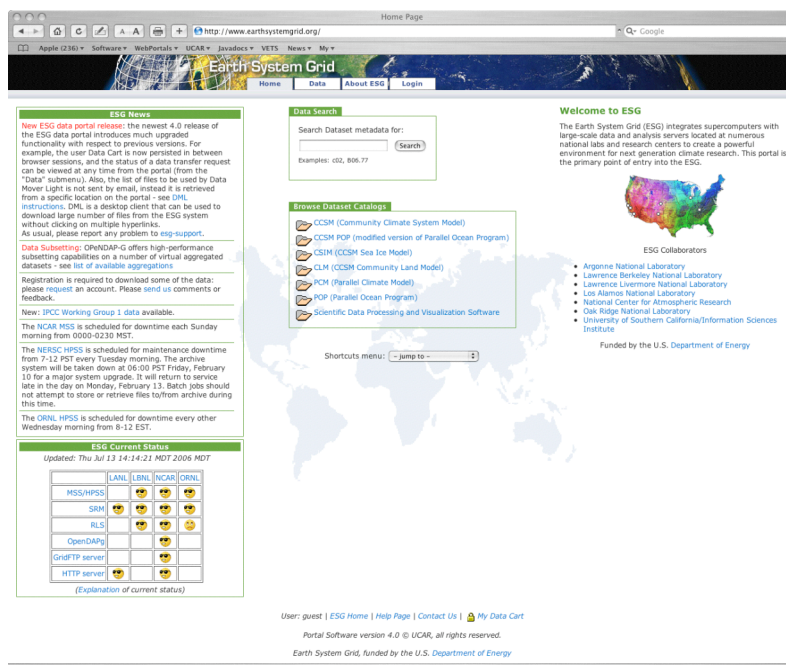 Home Page
A A
http://www.earthsystemgrid.org/
Google
Apple (236) Software WebPortals UCAR Javadocs VETS News My
Earth System Grid
Home Data About ESG Login
ESG News
New ESG data portal release: the newest 4.0 release of
the ESG data portal introduces much upgraded
functionality with respect to previous versions. For
example, the user Data Cart is now persisted in between
browser sessions, and the status of a data transfer request
can be viewed at any time from the portal (from the
"Data" submenu). Also, the list of files to be used by Data
Mover Light is not sent by email, instead it is retrieved
from a specific location on the portal - see DML
instructions. DML is a desktop client that can be used to
download large number of files from the ESG system
without clicking on multiple hyperlinks.
As usual, please report any problem to esg-support.
Data Subsetting: OPeNDAP-G offers high-performance
subsetting capabilities on a number of virtual aggregated
datasets - see list of available aggregations
Registration is required to download some of the data:
please request an account. Please send us comments or
feedback.
New: IPCC Working Group 1 data available.
The NCAR MSS is scheduled for downtime each Sunday
morning from 0000-0230 MST.
The NERSC HPSS is scheduled for maintenance downtime
from 7-12 PST every Tuesday morning. The archive
system will be taken down at 06:00 PST Friday, February
10 for a major system upgrade. It will return to service
late in the day on Monday, February 13. Batch jobs should
not attempt to store or retrieve files to/from archive during
this time.
The ORNL HPSS is scheduled for downtime every other
Wednesday morning from 8-12 EST.
ESG Current Status
Updated: Thu Jul 13 14:14:21 MDT 2006 MDT
LANL LBNL NCAR ORNL
MSS/HPSS
SRM
RLS
OpenDAPg
GridFTP server
HTTP server
(Explanation of current status)
Data Search
Search Dataset metadata for:
Search
Examples: c02, B06.77
Browse Dataset Catalogs
CCSM (Community Climate System Model)
CCSM POP (modified version of Parallel Ocean Program)
CSIM (CCSM Sea Ice Model)
CLM (CCSM Community Land Model)
PCM (Parallel Climate Model)
POP (Parallel Ocean Program)
Scientific Data Processing and Visualization Software
Shortcuts menu: - jump to -
Welcome to ESG
The Earth System Grid (ESG) integrates supercomputers with
large-scale data and analysis servers located at numerous
national labs and research centers to create a powerful
environment for next generation climate research. This portal is
the primary point of entry into the ESG.
ESG Collaborators
Argonne National Laboratory
Lawrence Berkeley National Laboratory
Lawrence Livermore National Laboratory
Los Alamos National Laboratory
National Center for Atmospheric Research
Oak Ridge National Laboratory
University of Southern California/Information Sciences
Institute
Funded by the U.S. Department of Energy
User: guest | ESG Home | Help Page | Contact Us | My Data Cart
Portal Software version 4.0 © UCAR, all rights reserved.
Earth System Grid, funded by the U.S. Department of Energy